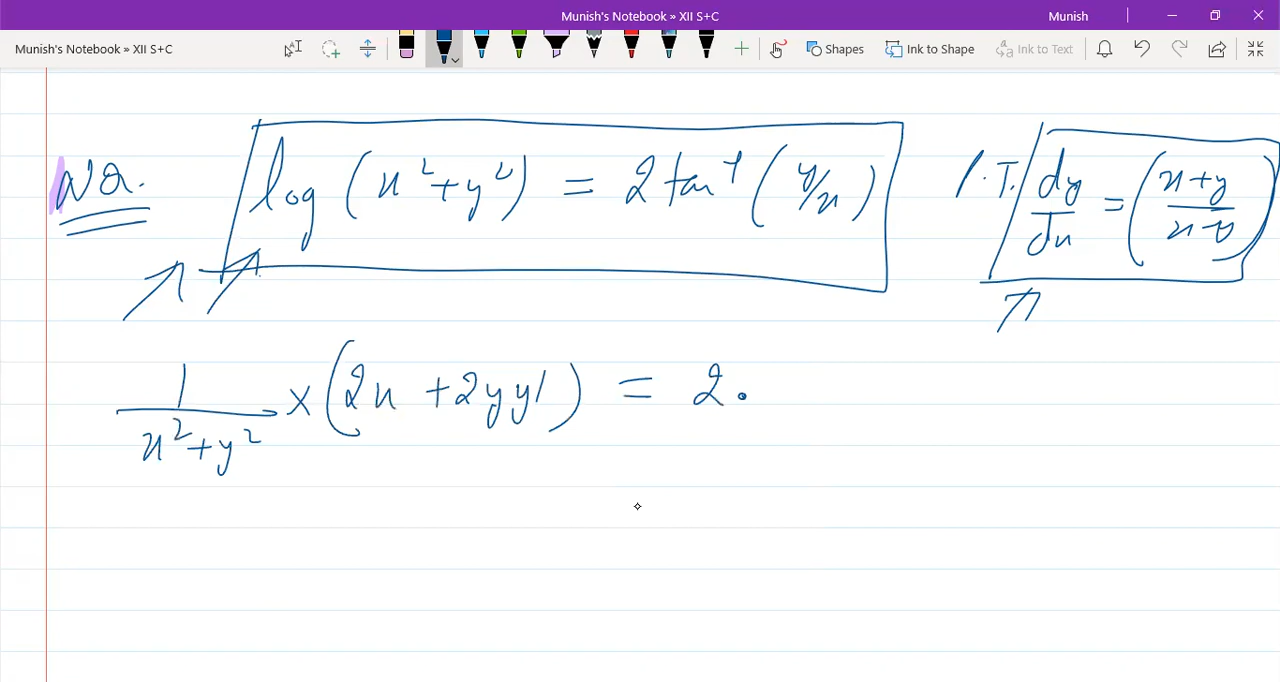 Munish's Notebook » XII S+C
Munish
Munish's Notebook » XII S+C
Shapes
Ink to Shape
Ink to Text
log (x²+y²) = 2 tan⁻¹ (y/x)
P.T. dy/dx = (x+y / x-y)
1/x²+y² × (2x + 2yy') = 2.